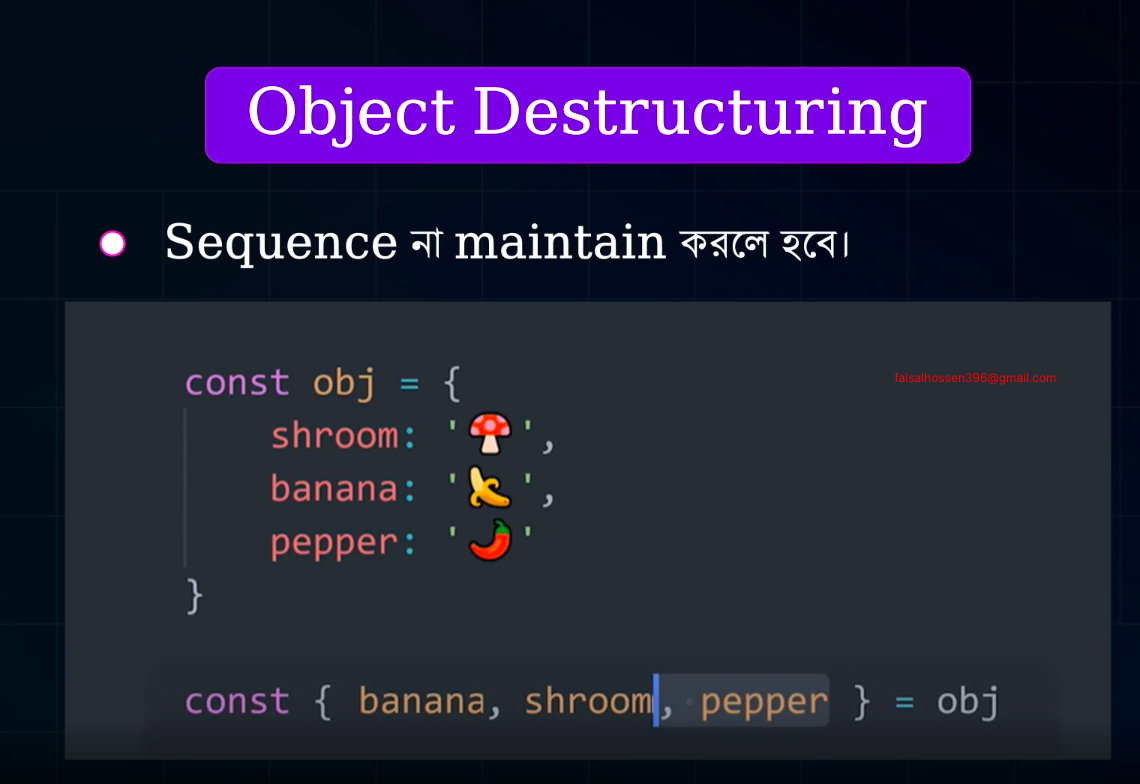 Object Destructuring
Sequence না maintain করলে হবে।
const obj = {
faisalhossen396@gmail.com
shroom: '🍄',
banana: '🍌',
pepper: '🌶️'
}
const { banana, shroom, pepper } = obj